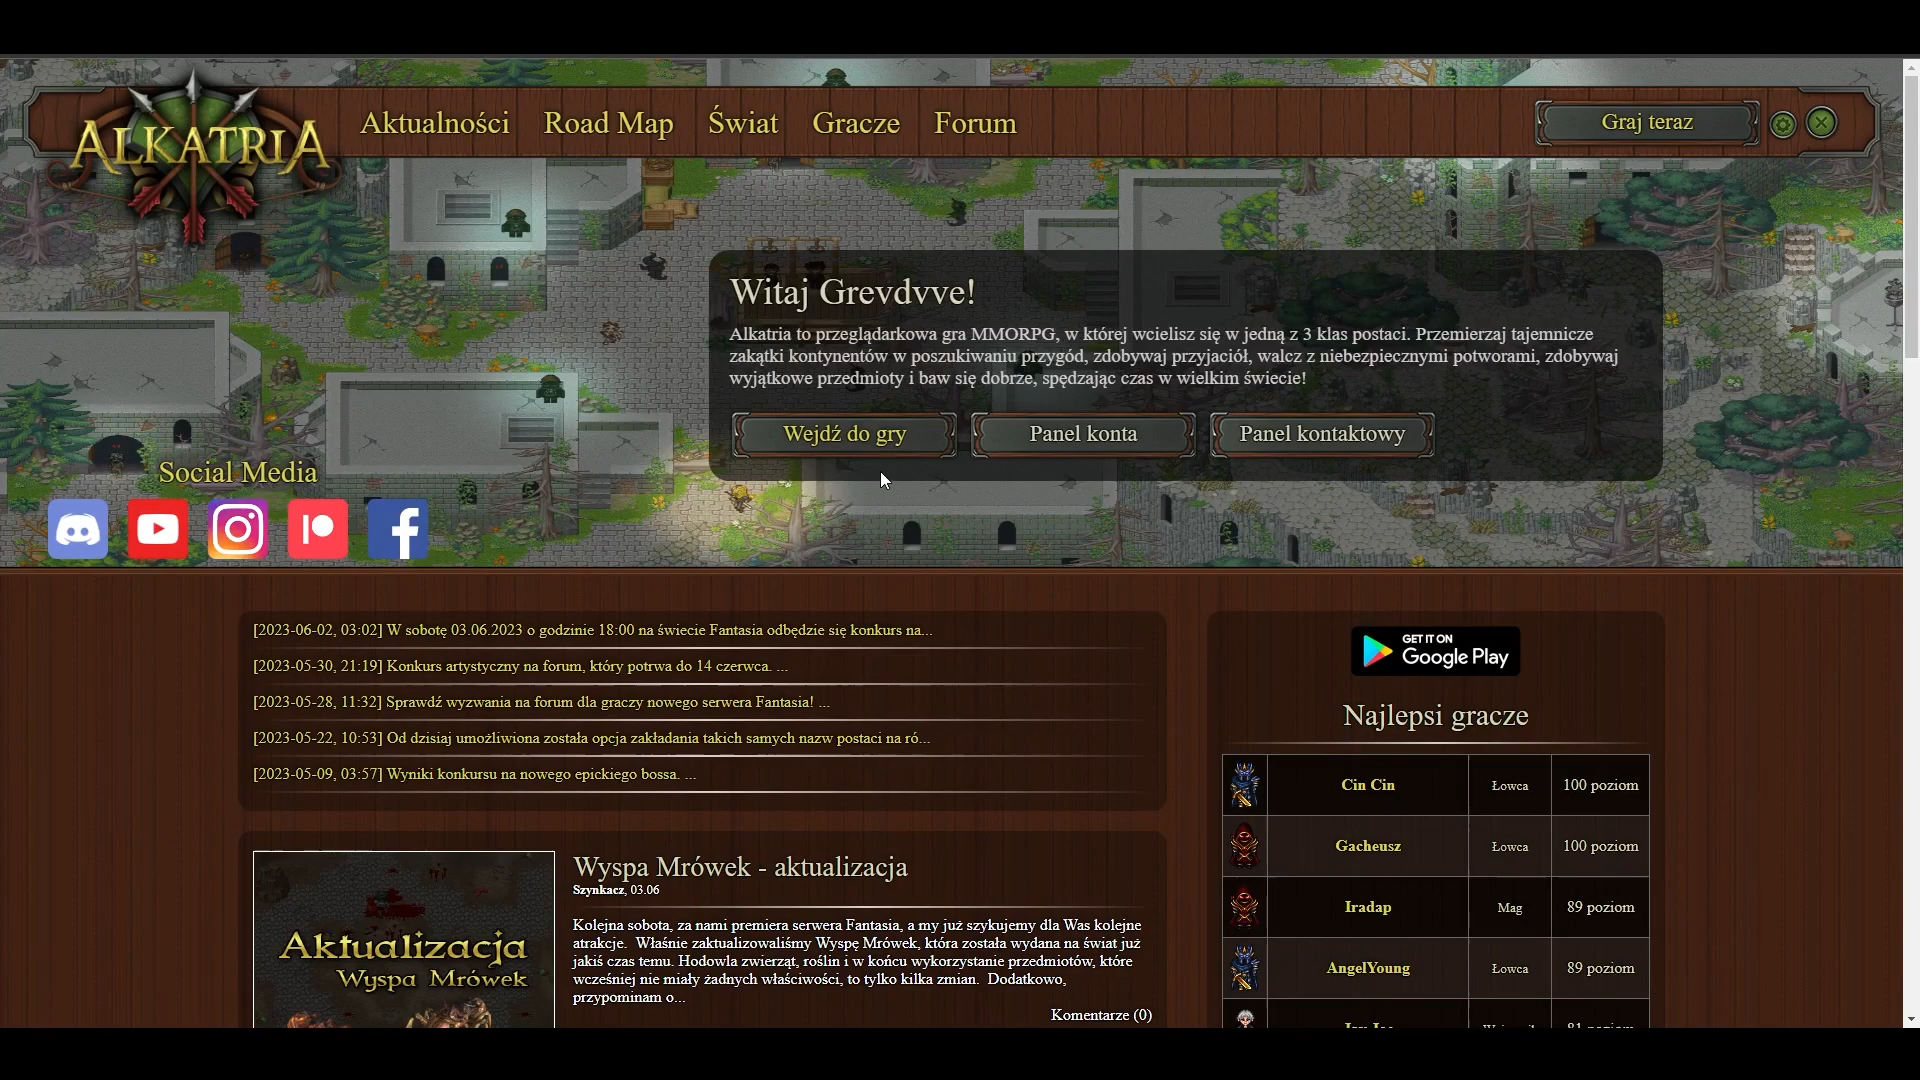 ALKATRIA
Aktualności
Road Map
Świat
Gracze
Forum
Graj teraz
Witaj Grevdvve!
Alkatria to przeglądarkowa gra MMORPG, w której wcielisz się w jedną z 3 klas postaci. Przemierzaj tajemnicze
zakątki kontynentów w poszukiwaniu przygód, zdobywaj przyjaciół, walcz z niebezpiecznymi potworami, zdobywaj
wyjątkowe przedmioty i baw się dobrze, spędzając czas w wielkim świecie!
Wejdź do gry
Panel konta
Panel kontaktowy
Social Media
[2023-06-02, 03:02] W sobotę 03.06.2023 o godzinie 18:00 na świecie Fantasia odbędzie się konkurs na...
[2023-05-30, 21:19] Konkurs artystyczny na forum, który potrwa do 14 czerwca. ...
[2023-05-28, 11:32] Sprawdź wyzwania na forum dla graczy nowego serwera Fantasia! ...
[2023-05-22, 10:53] Od dzisiaj umożliwiona została opcja zakładania takich samych nazw postaci na ró...
[2023-05-09, 03:57] Wyniki konkursu na nowego epickiego bossa. ...
Aktualizacja
Wyspa Mrówek
Wyspa Mrówek - aktualizacja
Szynkacz, 03.06
Kolejna sobota, za nami premiera serwera Fantasia, a my już szykujemy dla Was kolejne
atrakcje.  Właśnie zaktualizowaliśmy Wyspę Mrówek, która została wydana na świat już
jakiś czas temu. Hodowla zwierząt, roślin i w końcu wykorzystanie przedmiotów, które
wcześniej nie miały żadnych właściwości, to tylko kilka zmian.  Dodatkowo,
przypominam o...
Komentarze (0)
GET IT ON
Google Play
Najlepsi gracze
Cin Cin Łowca 100 poziom
Gacheusz Łowca 100 poziom
Iradap Mag 89 poziom
AngelYoung Łowca 89 poziom